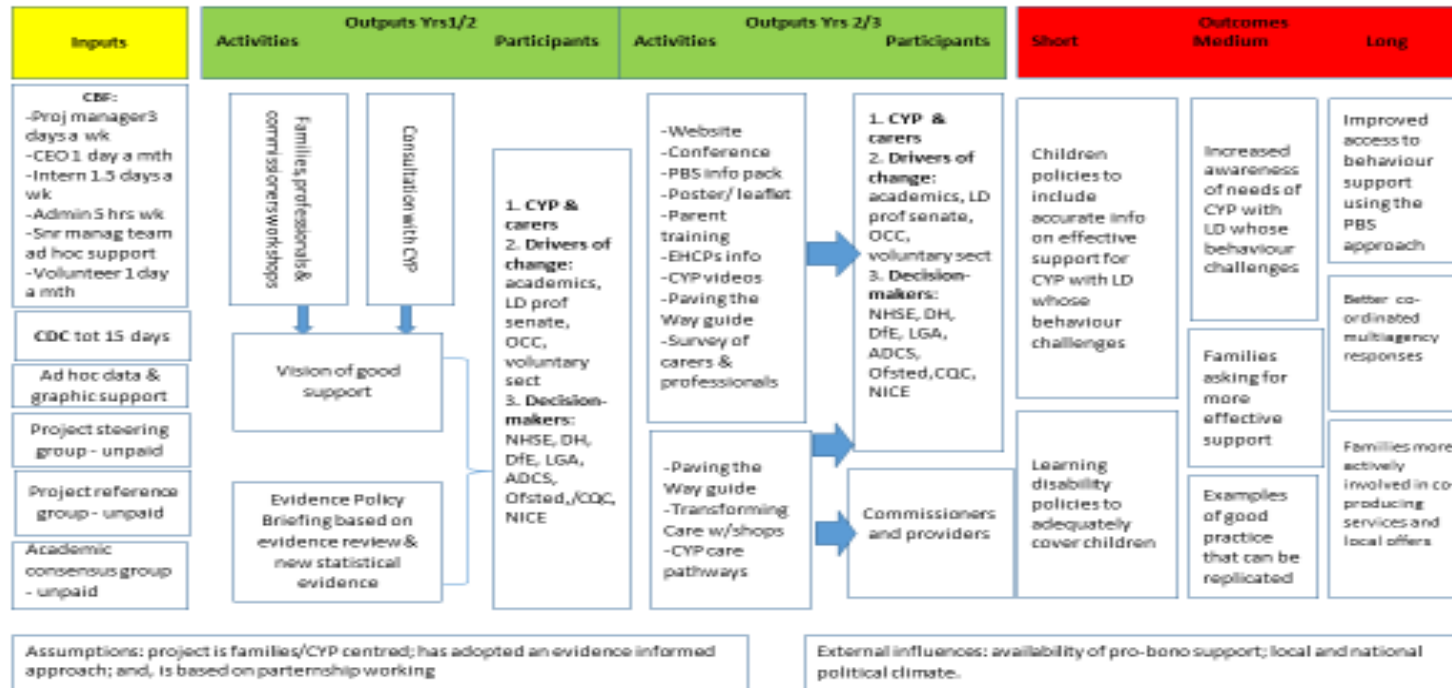 Inputs
Outputs Yrs1/2
Activities
Participants
Outputs Yrs 2/3
Activities
Participants
Outcomes
Short
Medium
Long
CBF:
-Proj manager3
days a wk
-CEO 1 day a mth
-Intern 1.5 days a
wk
-Admin 5 hrs wk
-Snr manag team
ad hoc support
-Volunteer 1 day
a mth
CDC tot 15 days
Ad hoc data &
graphic support
Project steering
group - unpaid
Project reference
group - unpaid
Academic
consensus group
- unpaid
Families, professionals &
commissioners workshops
Consultation with CYP
Vision of good
support
Evidence Policy
Briefing based on
evidence review &
new statistical
evidence
1. CYP &
carers
2. Drivers of
change:
academics,
LD prof
senate,
OCC,
voluntary
sect
3. Decision-
makers:
NHSE, DH,
DfE, LGA,
ADCS,
Ofsted,/CQC,
NICE
-Website
-Conference
-PBS info pack
-Poster/ leaflet
-Parent
training
-EHCPs info
-CYP videos
-Paving the
Way guide
-Survey of
carers &
professionals
-Paving the
Way guide
-Transforming
Care w/shops
-CYP care
pathways
1. CYP &
carers
2. Drivers of
change:
academics, LD
prof senate,
OCC,
voluntary sect
3. Decision-
makers:
NHSE, DH,
DfE, LGA,
ADCS,
Ofsted,CQC,
NICE
Commissioners
and providers
Children
policies to
include
accurate info
on effective
support for
CYP with LD
whose
behaviour
challenges
Learning
disability
policies to
adequately
cover children
Increased
awareness
of needs of
CYP with
LD whose
behaviour
challenges
Families
asking for
more
effective
support
Examples
of good
practice
that can be
replicated
Improved
access to
behaviour
support
using the
PBS
approach
Better co-
ordinated
multiagency
responses
Families more
actively
involved in co-
producing
services and
local offers
Assumptions: project is families/CYP centred; has adopted an evidence informed
approach; and, is based on parternship working
External influences: availability of pro-bono support; local and national
political climate.